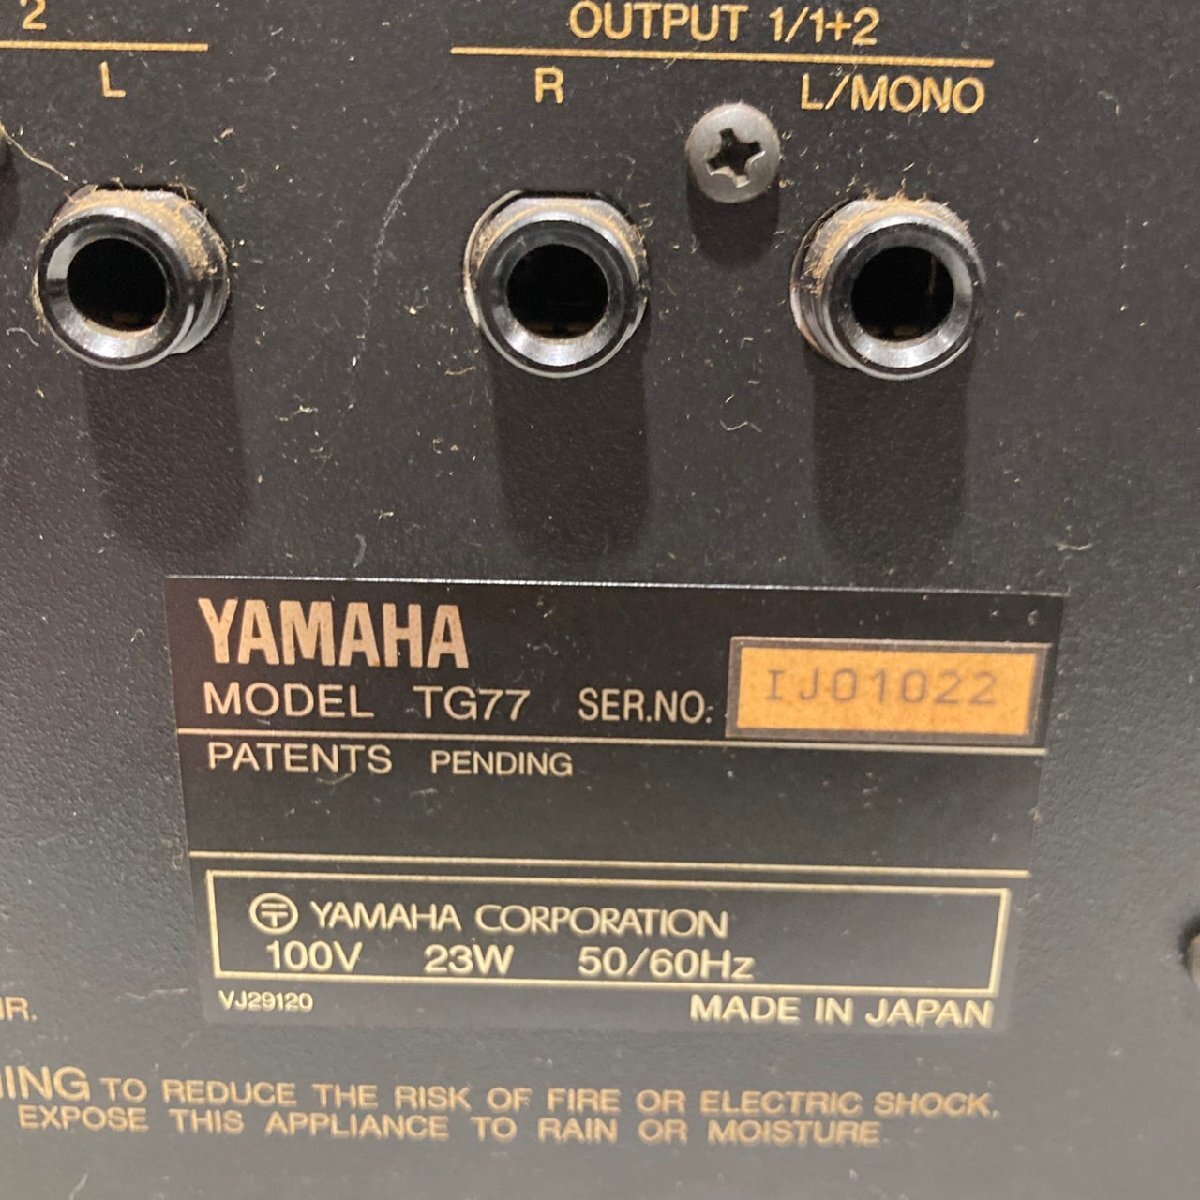 2
OUTPUT 1/1+2
L
R
L/MONO
YAMAHA
MODEL TG77 SER.NO. IJ01022
PATENTS PENDING
YAMAHA CORPORATION
100V 23W 50/60Hz
VJ29120
MADE IN JAPAN
TO REDUCE THE RISK OF FIRE OR ELECTRIC SHOCK,
EXPOSE THIS APPLIANCE TO RAIN OR MOISTURE.